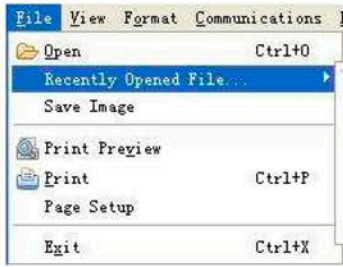 File View Format Communications
Open Ctrl+O
Recently Opened File...
Save Image
Print Preview
Print Ctrl+P
Page Setup
Exit Ctrl+X